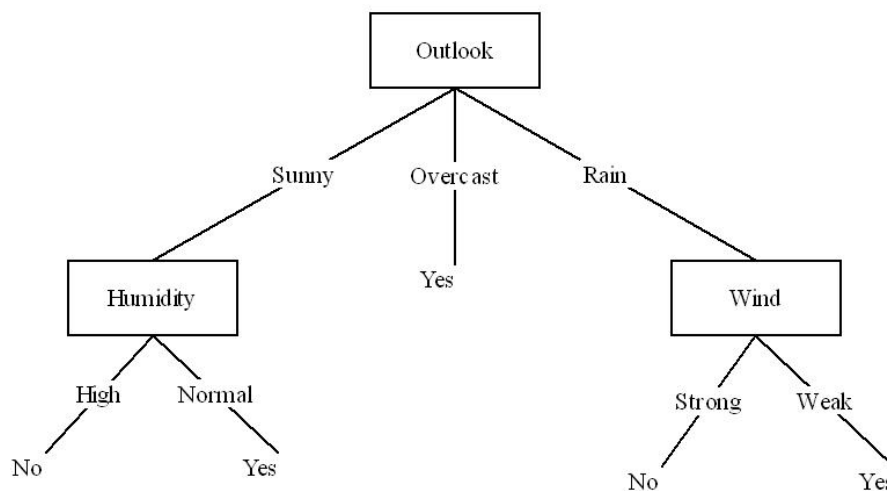 Outlook
Sunny Overcast Rain
Yes
Humidity Wind
High Normal Strong Weak
No Yes No Yes